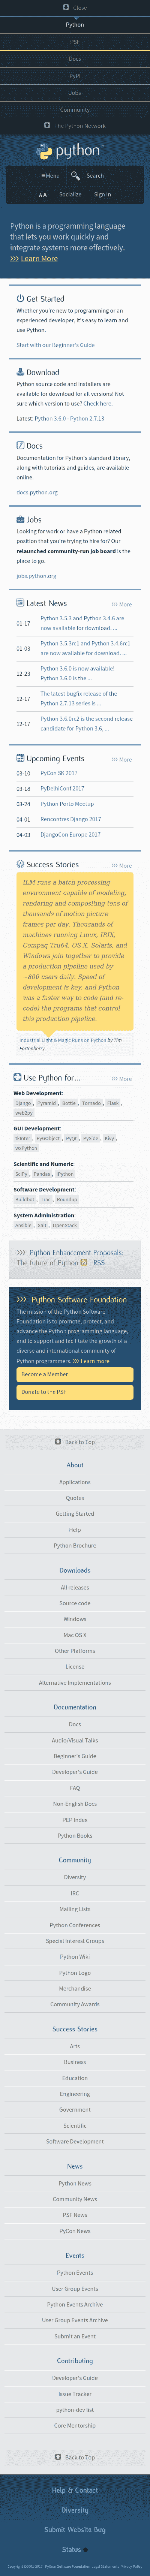 Close
Python
PSF
Docs
PyPI
Jobs
Community
The Python Network
python™
≡Menu
Search
A A
Socialize
Sign In
Python is a programming language
that lets you work quickly and
integrate systems more effectively.
>>> Learn More
Get Started
Whether you're new to programming or an
experienced developer, it's easy to learn and
use Python.
Start with our Beginner's Guide
Download
Python source code and installers are
available for download for all versions! Not
sure which version to use? Check here.
Latest: Python 3.6.0 - Python 2.7.13
Docs
Documentation for Python's standard library,
along with tutorials and guides, are available
online.
docs.python.org
Jobs
Looking for work or have a Python related
position that you're trying to hire for? Our
relaunched community-run job board is the
place to go.
jobs.python.org
Latest News
>>> More
01-17
Python 3.5.3 and Python 3.4.6 are
now available for download. ...
01-03
Python 3.5.3rc1 and Python 3.4.6rc1
are now available for download. ...
12-23
Python 3.6.0 is now available!
Python 3.6.0 is the ...
12-17
The latest bugfix release of the
Python 2.7.13 series is ...
12-17
Python 3.6.0rc2 is the second release
candidate for Python 3.6, ...
Upcoming Events
>>> More
03-10
PyCon SK 2017
03-18
PyDelhiConf 2017
03-24
Python Porto Meetup
04-01
Rencontres Django 2017
04-03
DjangoCon Europe 2017
Success Stories
>>> More
ILM runs a batch processing
environment capable of modeling,
rendering and compositing tens of
thousands of motion picture
frames per day. Thousands of
machines running Linux, IRIX,
Compaq Tru64, OS X, Solaris, and
Windows join together to provide
a production pipeline used by
~800 users daily. Speed of
development is key, and Python
was a faster way to code (and re-
code) the programs that control
this production pipeline.
Industrial Light & Magic Runs on Python by Tim
Fortenberry
Use Python for...
>>> More
Web Development:
Django , Pyramid , Bottle , Tornado , Flask ,
web2py
GUI Development:
tkInter , PyGObject , PyQt , PySide , Kivy ,
wxPython
Scientific and Numeric:
SciPy , Pandas , IPython
Software Development:
Buildbot , Trac , Roundup
System Administration:
Ansible , Salt , OpenStack
>>> Python Enhancement Proposals:
The future of Python
RSS
>>> Python Software Foundation
The mission of the Python Software
Foundation is to promote, protect, and
advance the Python programming language,
and to support and facilitate the growth of a
diverse and international community of
Python programmers. >>> Learn more
Become a Member
Donate to the PSF
Back to Top
About
Applications
Quotes
Getting Started
Help
Python Brochure
Downloads
All releases
Source code
Windows
Mac OS X
Other Platforms
License
Alternative Implementations
Documentation
Docs
Audio/Visual Talks
Beginner's Guide
Developer's Guide
FAQ
Non-English Docs
PEP Index
Python Books
Community
Diversity
IRC
Mailing Lists
Python Conferences
Special Interest Groups
Python Wiki
Python Logo
Merchandise
Community Awards
Success Stories
Arts
Business
Education
Engineering
Government
Scientific
Software Development
News
Python News
Community News
PSF News
PyCon News
Events
Python Events
User Group Events
Python Events Archive
User Group Events Archive
Submit an Event
Contributing
Developer's Guide
Issue Tracker
python-dev list
Core Mentorship
Back to Top
Help & Contact
Diversity
Submit Website Bug
Status
Copyright ©2001-2017. Python Software Foundation Legal Statements Privacy Policy